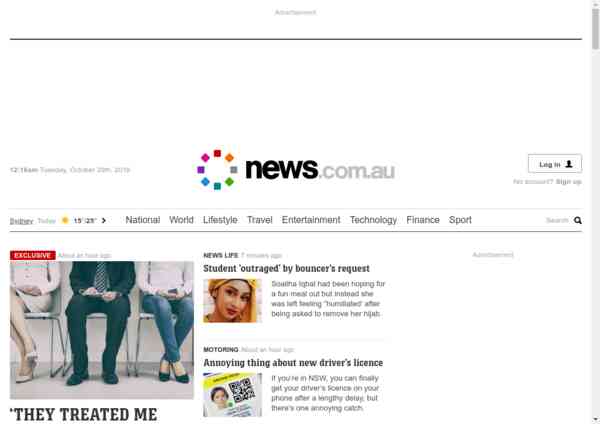 Advertisement
news.com.au
12:16am Tuesday, October 29th, 2019
Log in
No account? Sign up
Sydney Today 15°/25° >
National World Lifestyle Travel Entertainment Technology Finance Sport
Search
EXCLUSIVE About an hour ago
'THEY TREATED ME
NEWS LIFE 7 minutes ago
Student 'outraged' by bouncer's request
Soaliha Iqbal had been hoping for
a fun meal out but instead she
was left feeling "humiliated' after
being asked to remove her hijab.
MOTORING About an hour ago
Annoying thing about new driver's licence
If you're in NSW, you can finally
get your driver's licence on your
phone after a lengthy delay, but
there's one annoying catch.
Advertisement